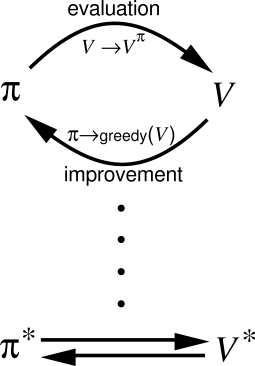 evaluation
V → V^π
π V
π→greedy(V)
improvement
π* V*